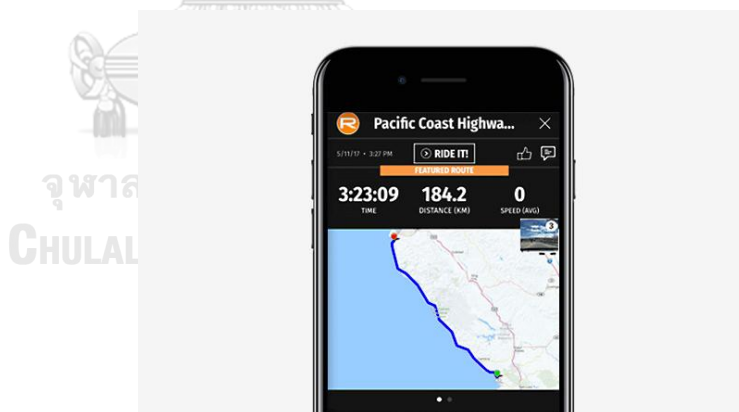 Pacific Coast Highwa...
5/11/17 • 3:27 PM
RIDE IT!
FEATURED ROUTE
3:23:09
184.2
0
TIME
DISTANCE (KM)
SPEED (AVG)
3
จุฬาล
CHULAL